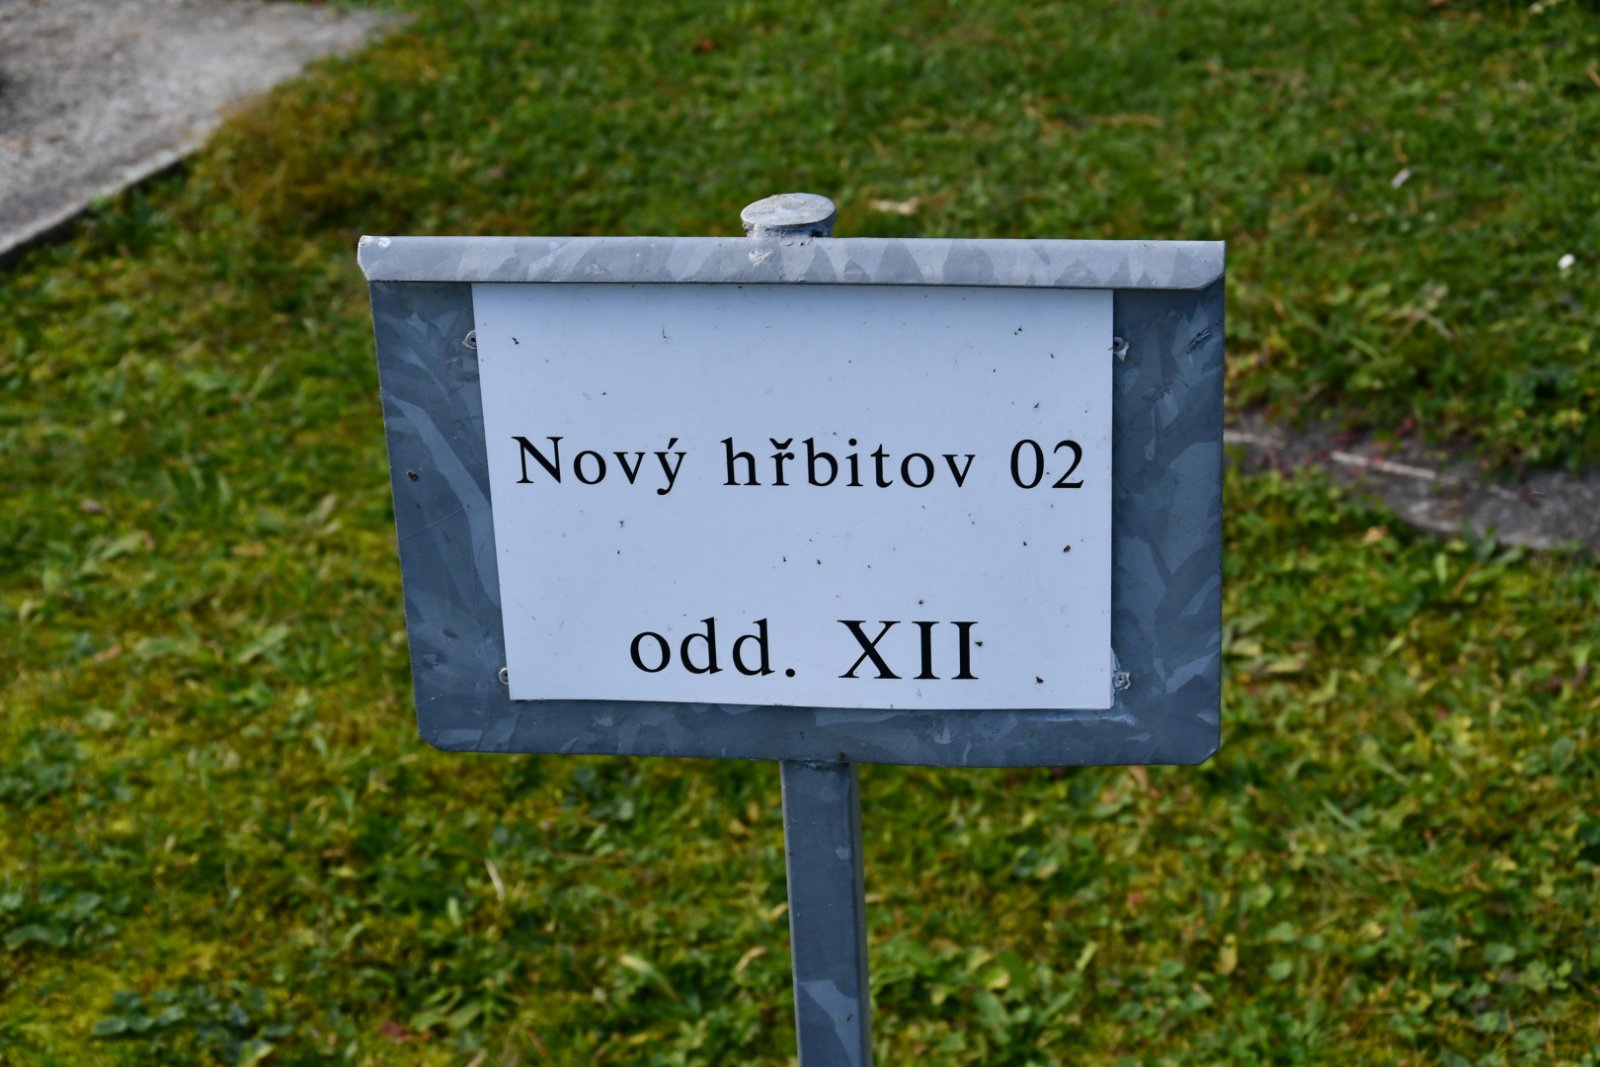 Nový hřbitov 02
odd. XII